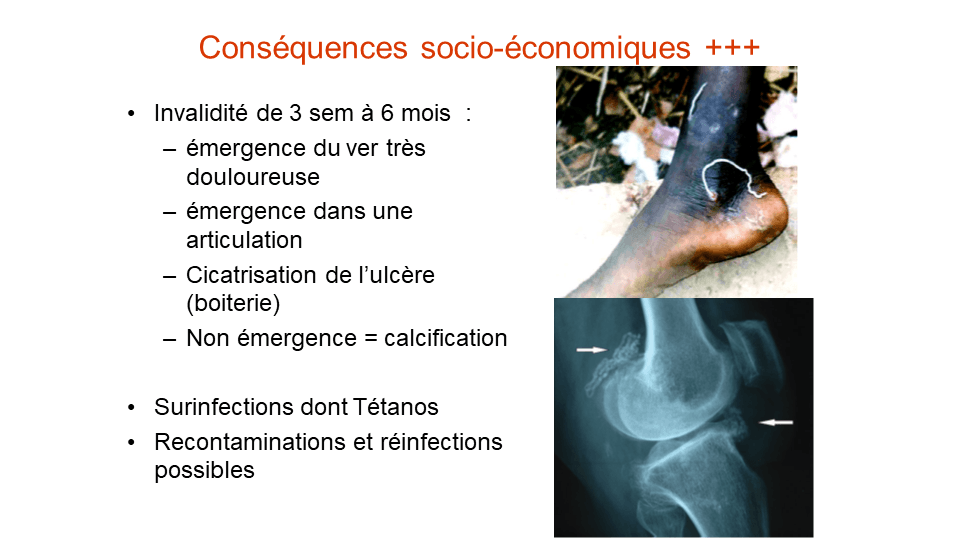 Conséquences socio-économiques +++
• Invalidité de 3 sem à 6 mois :
– émergence du ver très
douloureuse
– émergence dans une
articulation
– Cicatrisation de l’ulcère
(boiterie)
– Non émergence = calcification
• Surinfections dont Tétanos
• Recontaminations et réinfections
possibles